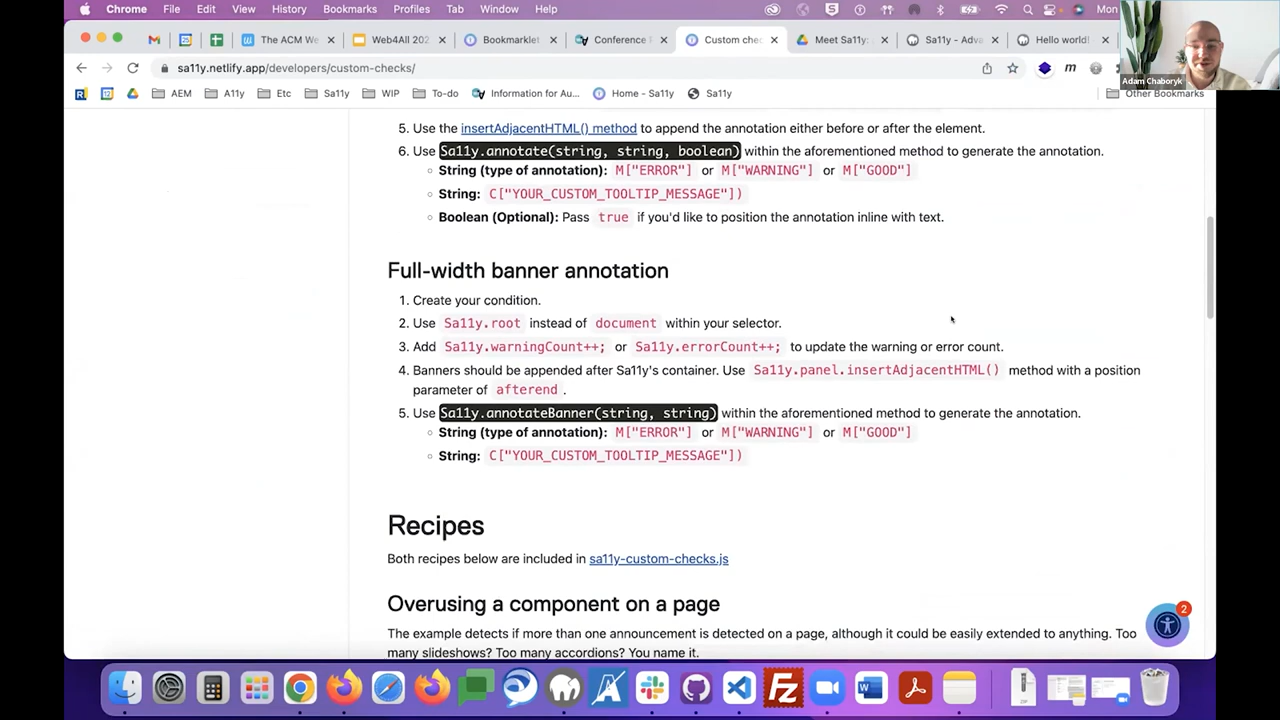 Chrome File Edit View History Bookmarks Profiles Tab Window Help Mon
The ACM We Web4All 202 Bookmarklet Conference Custom che Meet Sa11y: Sa11y - Adva Hello world!
sa11y.netlify.app/developers/custom-checks/
Adam Chaboryk
AEM A11y Etc Sa11y WIP To-do Information for Au... Home - Sa11y Sa11y Other Bookmarks
5. Use the insertAdjacentHTML() method to append the annotation either before or after the element.
6. Use Sa11y.annotate(string, string, boolean) within the aforementioned method to generate the annotation.
String (type of annotation): M["ERROR"] or M["WARNING"] or M["GOOD"]
String: C["YOUR_CUSTOM_TOOLTIP_MESSAGE"])
Boolean (Optional): Pass true if you'd like to position the annotation inline with text.
Full-width banner annotation
1. Create your condition.
2. Use Sa11y.root instead of document within your selector.
3. Add Sa11y.warningCount++; or Sa11y.errorCount++; to update the warning or error count.
4. Banners should be appended after Sa11y's container. Use Sa11y.panel.insertAdjacentHTML() method with a position
parameter of afterend .
5. Use Sa11y.annotateBanner(string, string) within the aforementioned method to generate the annotation.
String (type of annotation): M["ERROR"] or M["WARNING"] or M["GOOD"]
String: C["YOUR_CUSTOM_TOOLTIP_MESSAGE"])
Recipes
Both recipes below are included in sa11y-custom-checks.js
Overusing a component on a page
2
The example detects if more than one announcement is detected on a page, although it could be easily extended to anything. Too
many slideshows? Too many accordions? You name it.